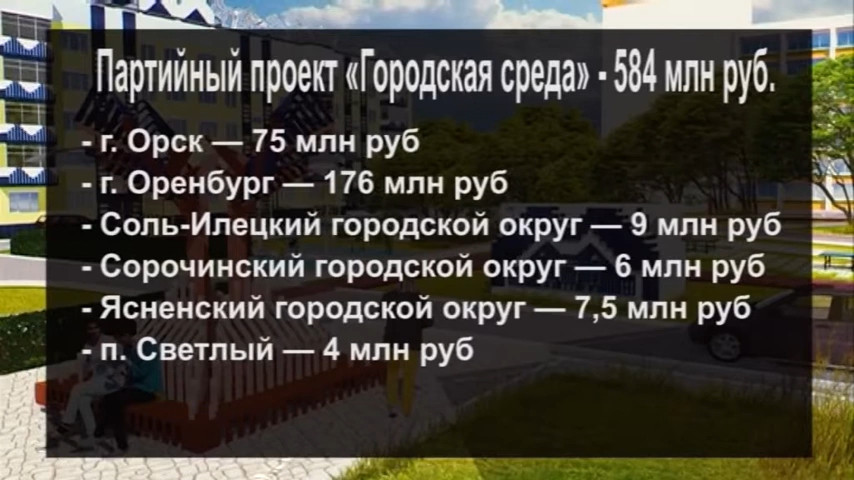 Партийный проект «Городская среда» - 584 млн руб.
- г. Орск — 75 млн руб
- г. Оренбург — 176 млн руб
- Соль-Илецкий городской округ — 9 млн руб
- Сорочинский городской округ — 6 млн руб
- Ясненский городской округ — 7,5 млн руб
- п. Светлый — 4 млн руб